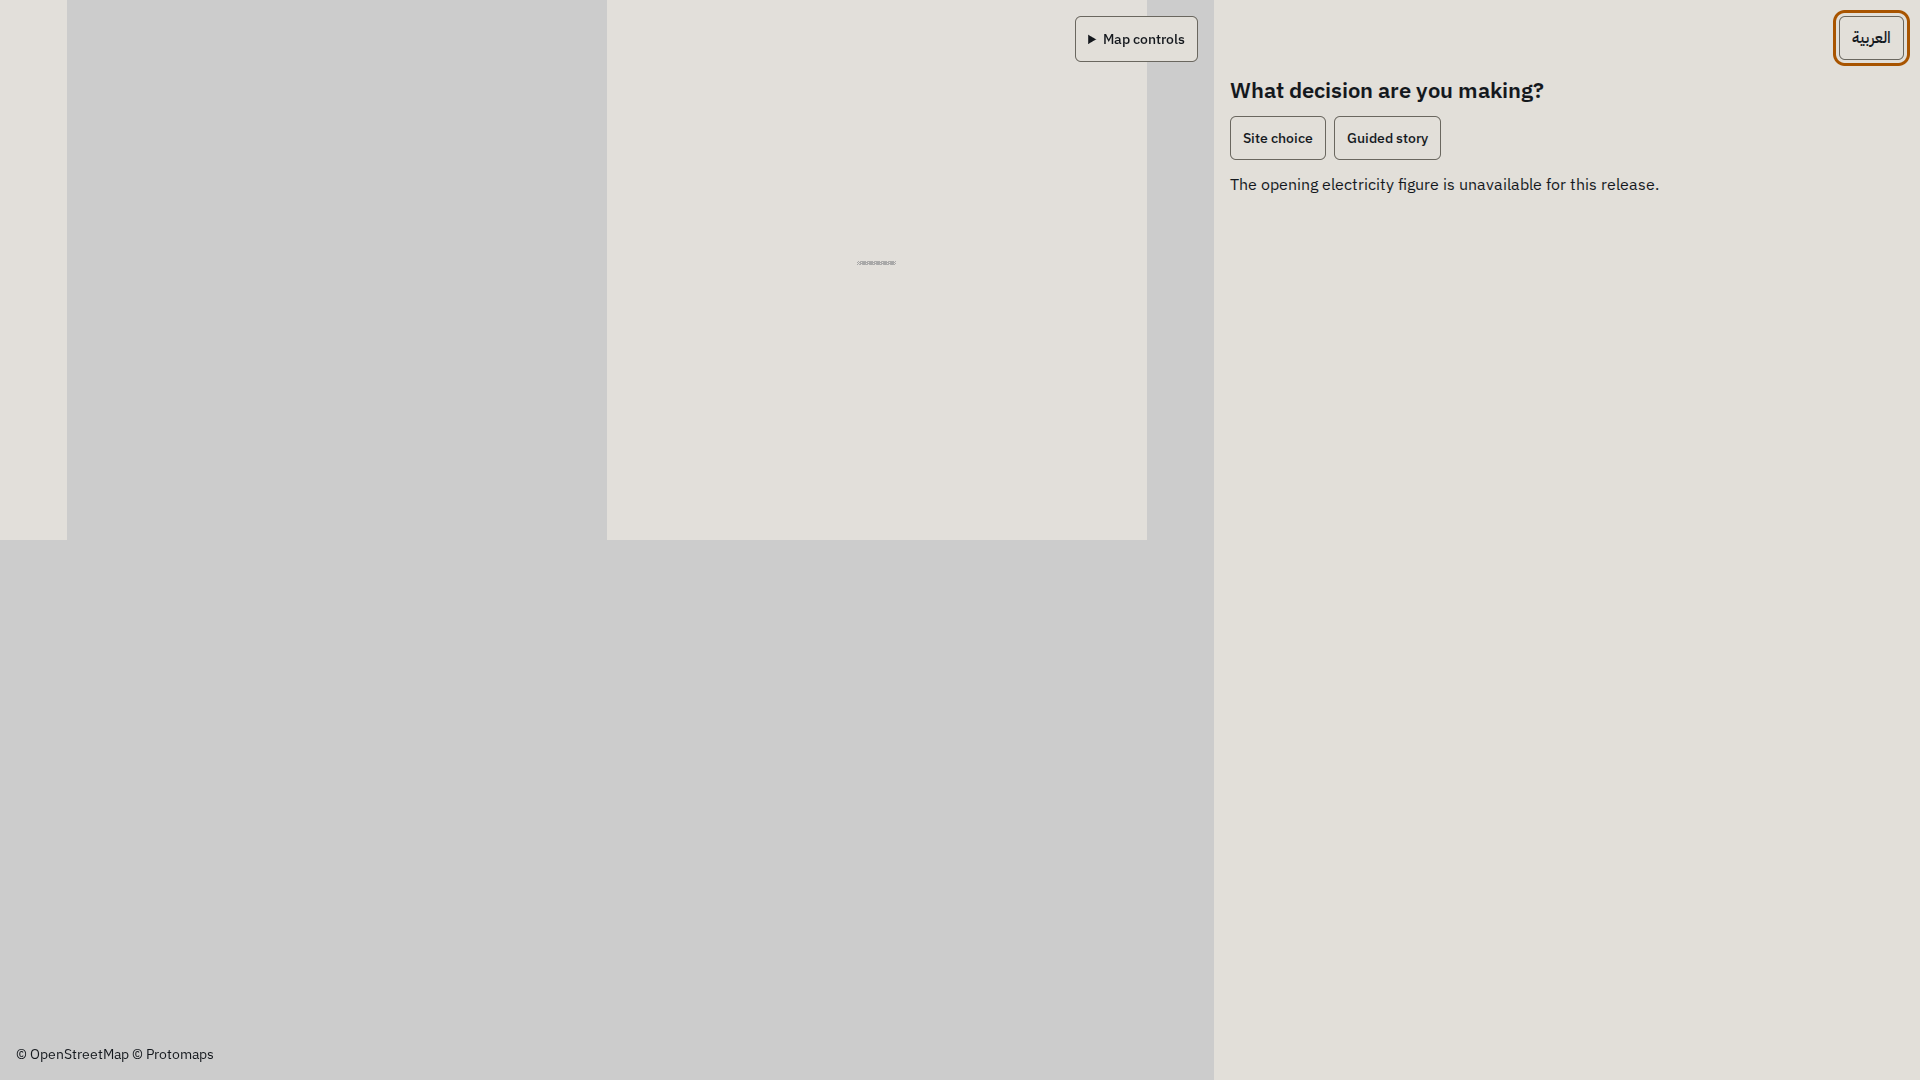 ▶ Map controls
العربية
What decision are you making?
Site choice
Guided story
The opening electricity figure is unavailable for this release.
© OpenStreetMap © Protomaps